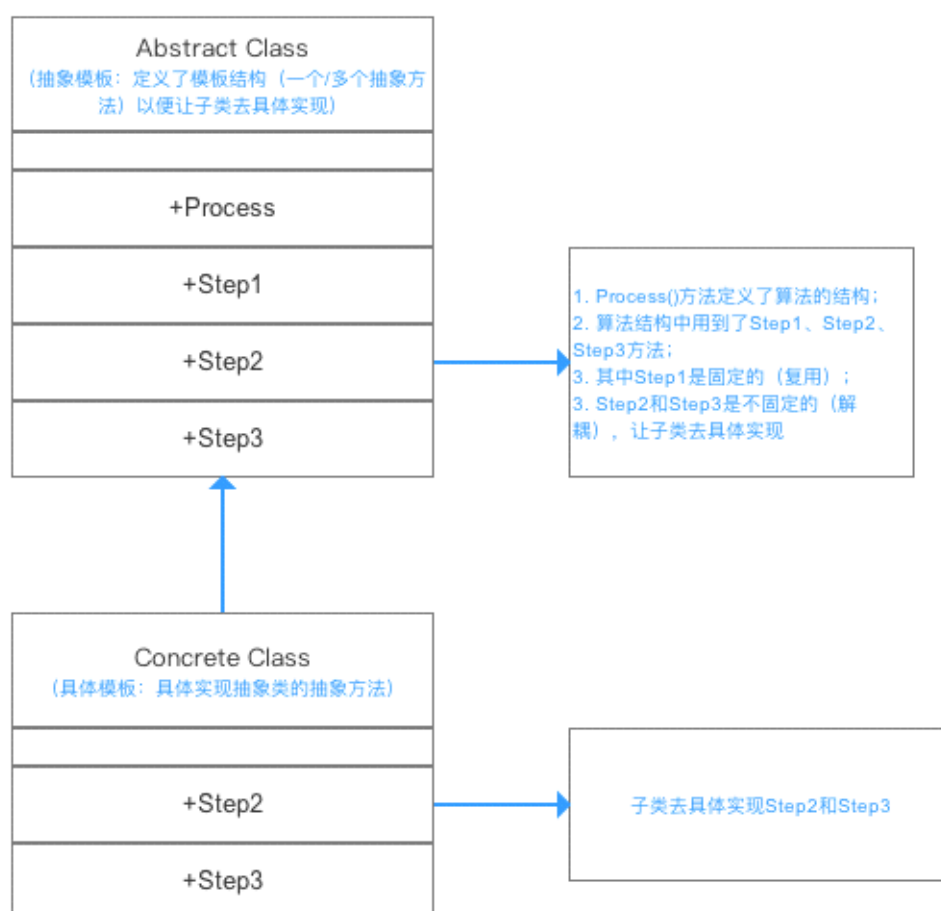 Abstract Class
（抽象模板：定义了模板结构（一个/多个抽象方
法）以便让子类去具体实现）
+Process
+Step1
+Step2
+Step3
1. Process()方法定义了算法的结构；
2. 算法结构中用到了Step1、Step2、
Step3方法；
3. 其中Step1是固定的（复用）；
3. Step2和Step3是不固定的（解
耦），让子类去具体实现
Concrete Class
（具体模板：具体实现抽象类的抽象方法）
+Step2
+Step3
子类去具体实现Step2和Step3